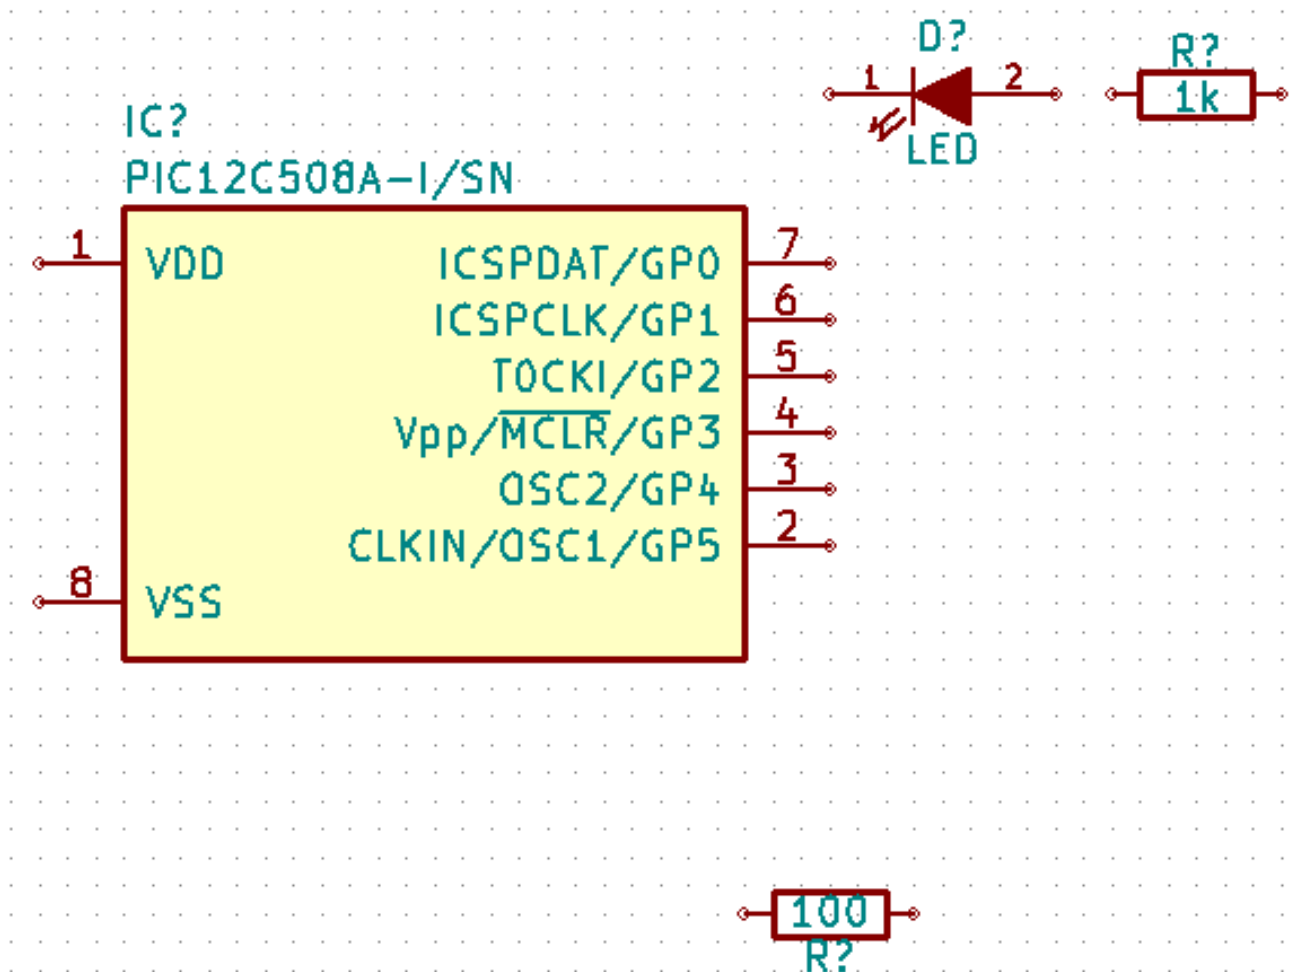 D?
1 2
LED
R?
1k
IC?
PIC12C508A-I/SN
1 VDD
8 VSS
ICSPDAT/GP0 7
ICSPCLK/GP1 6
T0CKI/GP2 5
Vpp/MCLR/GP3 4
OSC2/GP4 3
CLKIN/OSC1/GP5 2
100
R?